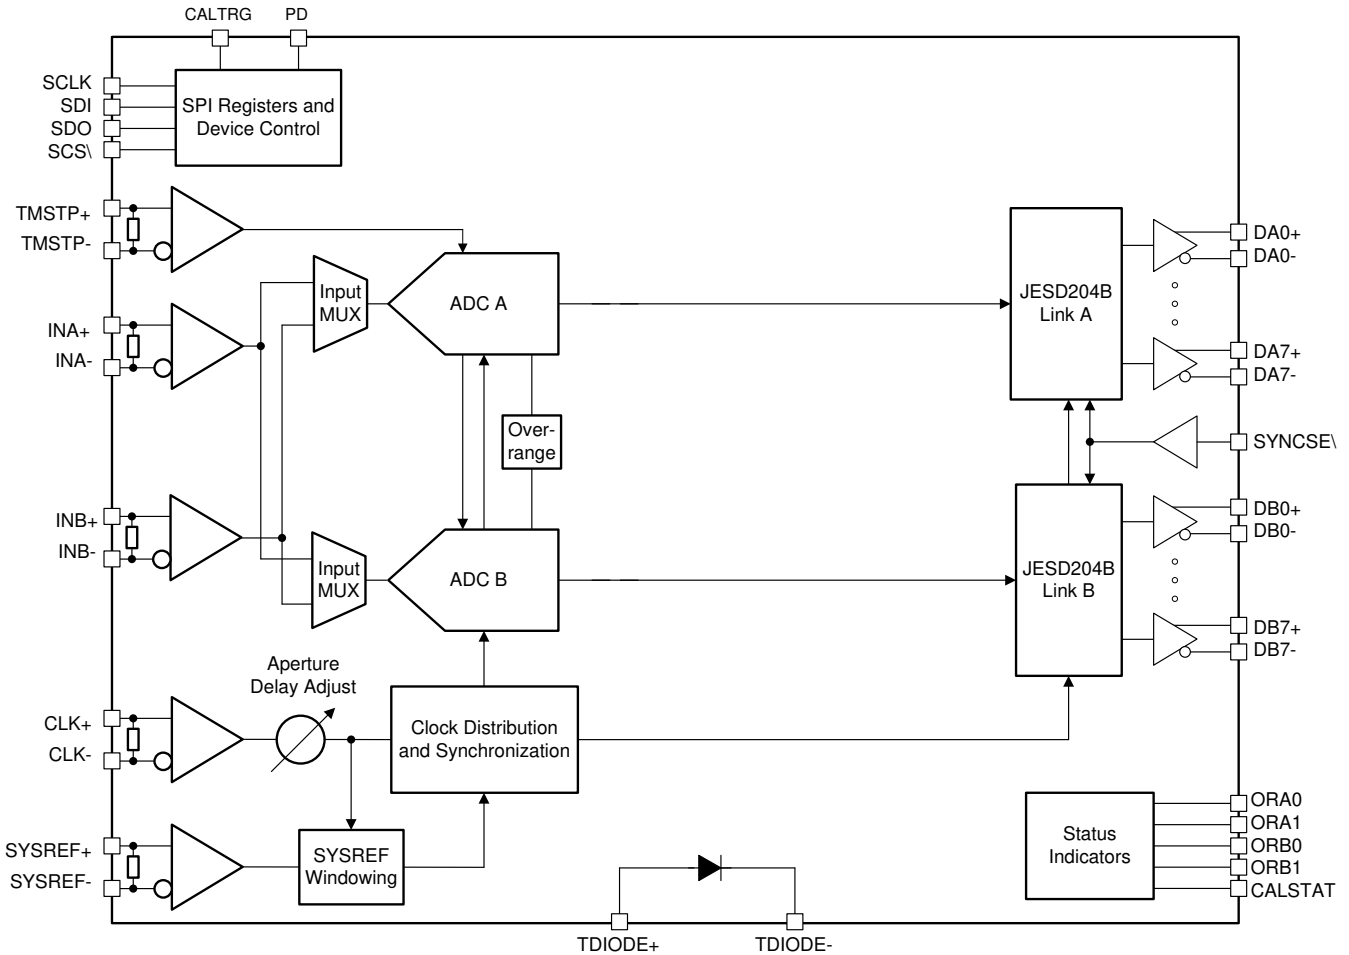 CALTRG
PD
SCLK
SDI
SDO
SCS\
SPI Registers and
Device Control
TMSTP+
TMSTP-
INA+
INA-
Input
MUX
ADC A
JESD204B
Link A
DA0+
DA0-
DA7+
DA7-
Over-
range
SYNCSE\
INB+
INB-
Input
MUX
ADC B
JESD204B
Link B
DB0+
DB0-
DB7+
DB7-
Aperture
Delay Adjust
CLK+
CLK-
Clock Distribution
and Synchronization
SYSREF+
SYSREF-
SYSREF
Windowing
Status
Indicators
ORA0
ORA1
ORB0
ORB1
CALSTAT
TDIODE+
TDIODE-